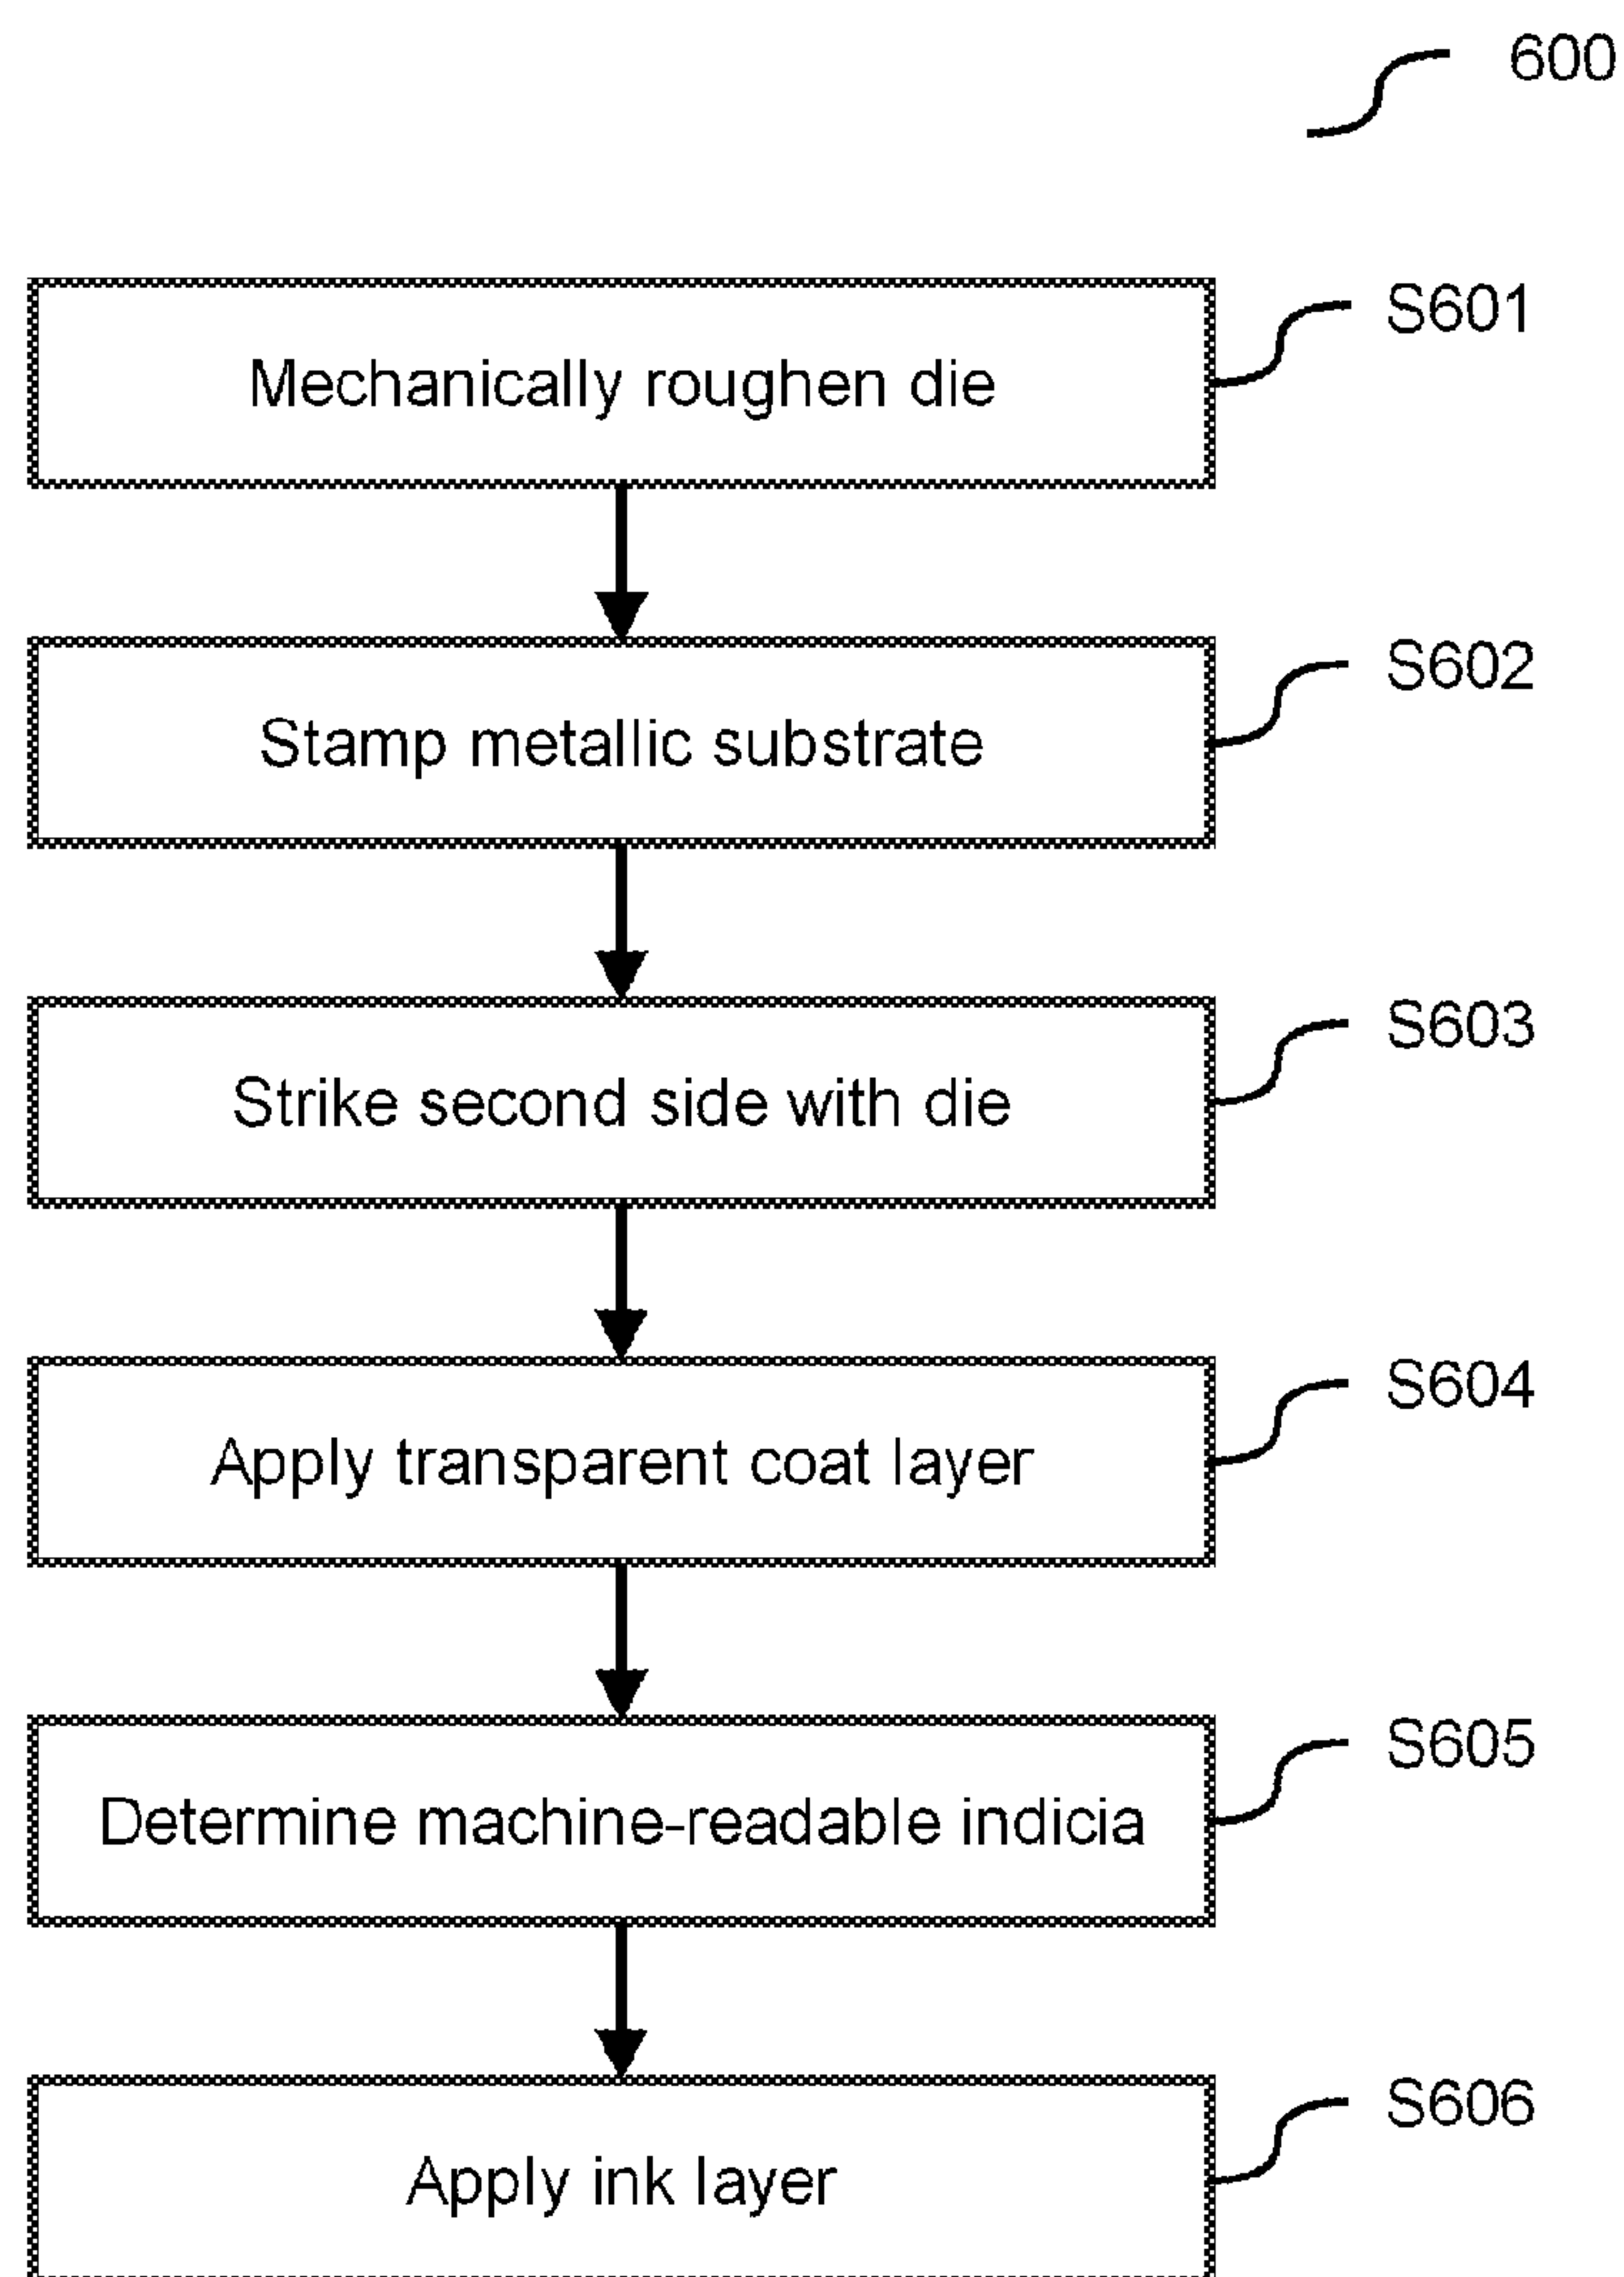 600
S601
Mechanically roughen die
S602
Stamp metallic substrate
S603
Strike second side with die
S604
Apply transparent coat layer
S605
Determine machine-readable indicia
S606
Apply ink layer